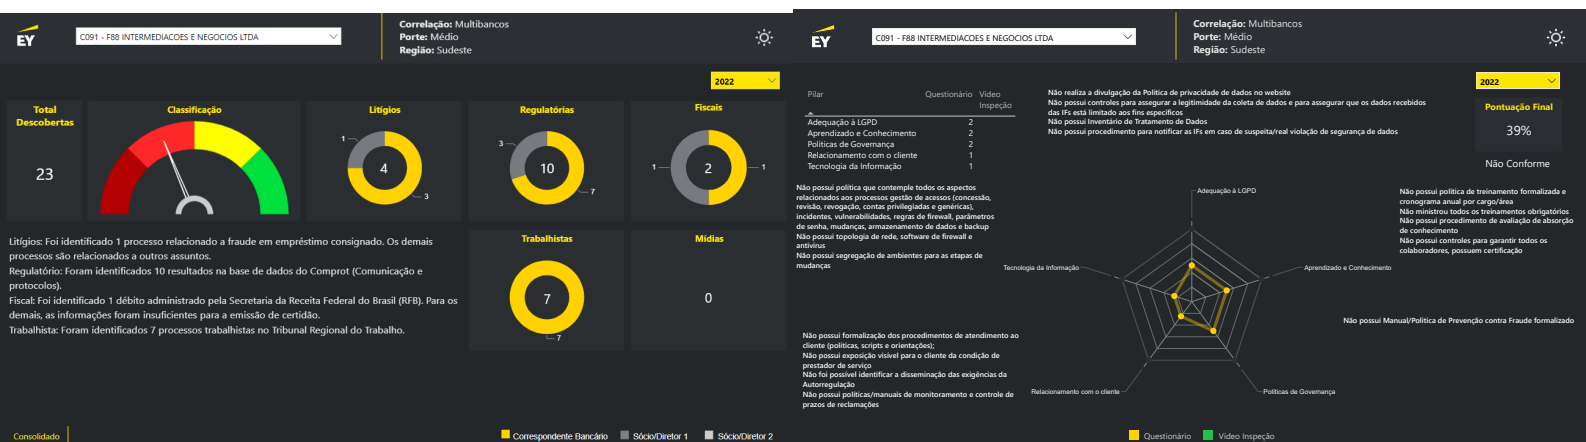 EY
C091 - F88 INTERMEDIACOES E NEGOCIOS LTDA
Correlação: Multibancos
Porte: Médio
Região: Sudeste
2022
Total
Descobertas
23
Classificação
Litígios
1
4
3
Regulatórias
3
10
7
Fiscais
1
2
1
Litígios: Foi identificado 1 processo relacionado a fraude em empréstimo consignado. Os demais
processos são relacionados a outros assuntos.
Regulatório: Foram identificados 10 resultados na base de dados do Comprot (Comunicação e
protocolos).
Fiscal: Foi identificado 1 débito administrado pela Secretaria da Receita Federal do Brasil (RFB). Para os
demais, as informações foram insuficientes para a emissão de certidão.
Trabalhista: Foram identificados 7 processos trabalhistas no Tribunal Regional do Trabalho.
Trabalhistas
7
7
Mídias
0
Consolidado
Correspondente Bancário
Sócio/Diretor 1
Sócio/Diretor 2
EY
C091 - F88 INTERMEDIACOES E NEGOCIOS LTDA
Correlação: Multibancos
Porte: Médio
Região: Sudeste
2022
Pilar Questionário Video
Inspeção
Adequação à LGPD 2
Aprendizado e Conhecimento 2
Políticas de Governança 2
Relacionamento com o cliente 1
Tecnologia da Informação 1
Não realiza a divulgação da Política de privacidade de dados no website
Não possui controles para assegurar a legitimidade da coleta de dados e para assegurar que os dados recebidos
das IFs está limitado aos fins específicos
Não possui Inventário de Tratamento de Dados
Não possui procedimento para notificar as IFs em caso de suspeita/real violação de segurança de dados
Pontuação Final
39%
Não Conforme
Não possui política que contemple todos os aspectos
relacionados aos processos gestão de acessos (concessão,
revisão, revogação, contas privilegiadas e genéricas),
incidentes, vulnerabilidades, regras de firewall, parâmetros
de senha, mudanças, armazenamento de dados e backup
Não possui topologia de rede, software de firewall e
antivírus
Não possui segregação de ambientes para as etapas de
mudanças
Adequação à LGPD
Não possui política de treinamento formalizada e
cronograma anual por cargo/área
Não ministrou todos os treinamentos obrigatórios
Não possui procedimento de avaliação de absorção
de conhecimento
Não possui controles para garantir todos os
colaboradores, possuem certificação
Tecnologia da Informação
Aprendizado e Conhecimento
Não possui Manual/Política de Prevenção contra Fraude formalizado
Não possui formalização dos procedimentos de atendimento ao
cliente (políticas, scripts e orientações);
Não possui exposição visível para o cliente da condição de
prestador de serviço
Não foi possível identificar a disseminação das exigências da
Autorregulação
Não possui políticas/manuais de monitoramento e controle de
prazos de reclamações
Relacionamento com o cliente
Políticas de Governança
Questionário
Video Inspeção